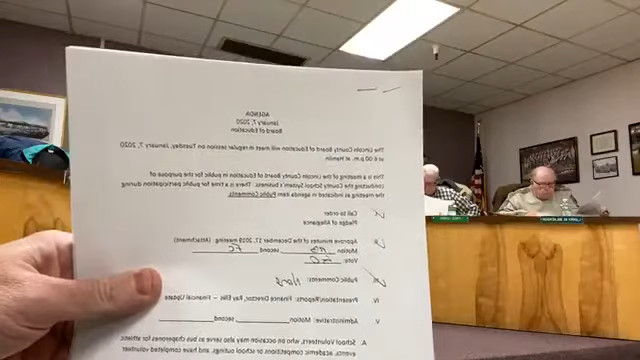 AGENDA
January 7, 2020
Board of Education
The Lincoln County Board of Education will meet in regular session on Tuesday, January 7, 2020
at 6:00 p.m. at Hamlin
This is a meeting of the Lincoln County Board of Education in public for the purpose of
conducting the County School System's business. There is a time for public participation during
the meeting as indicated in agenda item Public Comments.
Call to order
Pledge of Allegiance
Approve minutes of the December 17, 2019 meeting (Attachment)
Motion second
Vote:
Public Comments:
IV Presentation/Reports: Finance Director, Ray Ellis – Financial Update
V Administrative: Motion second
A. School Volunteers, who on occasion may also serve as bus chaperones for athletic
events, academic competitions or school outings, and have completed volunteer